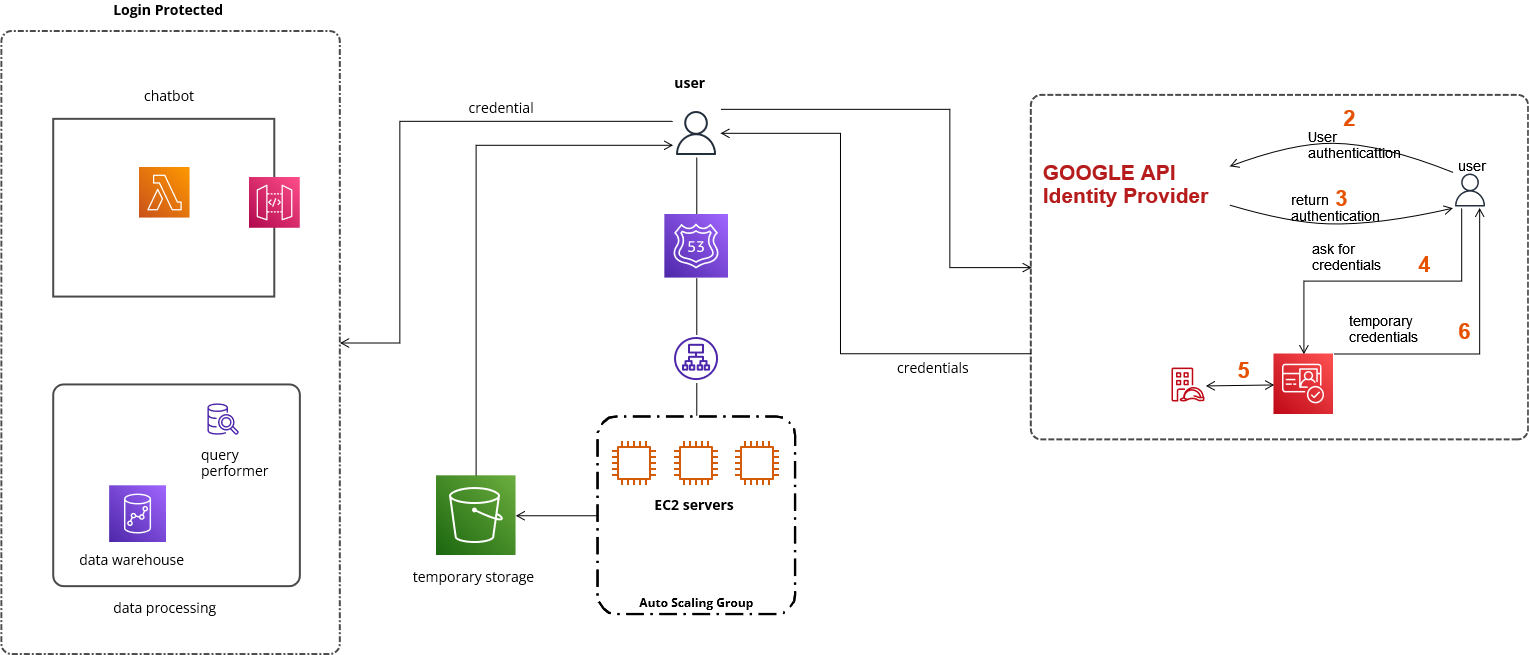 Login Protected
chatbot
credential
user
53
2
User
authenticattion
GOOGLE API
Identity Provider
user
return 3
authentication
ask for
credentials
4
temporary
credentials
6
credentials
5
query
performer
data warehouse
data processing
temporary storage
EC2 servers
Auto Scaling Group